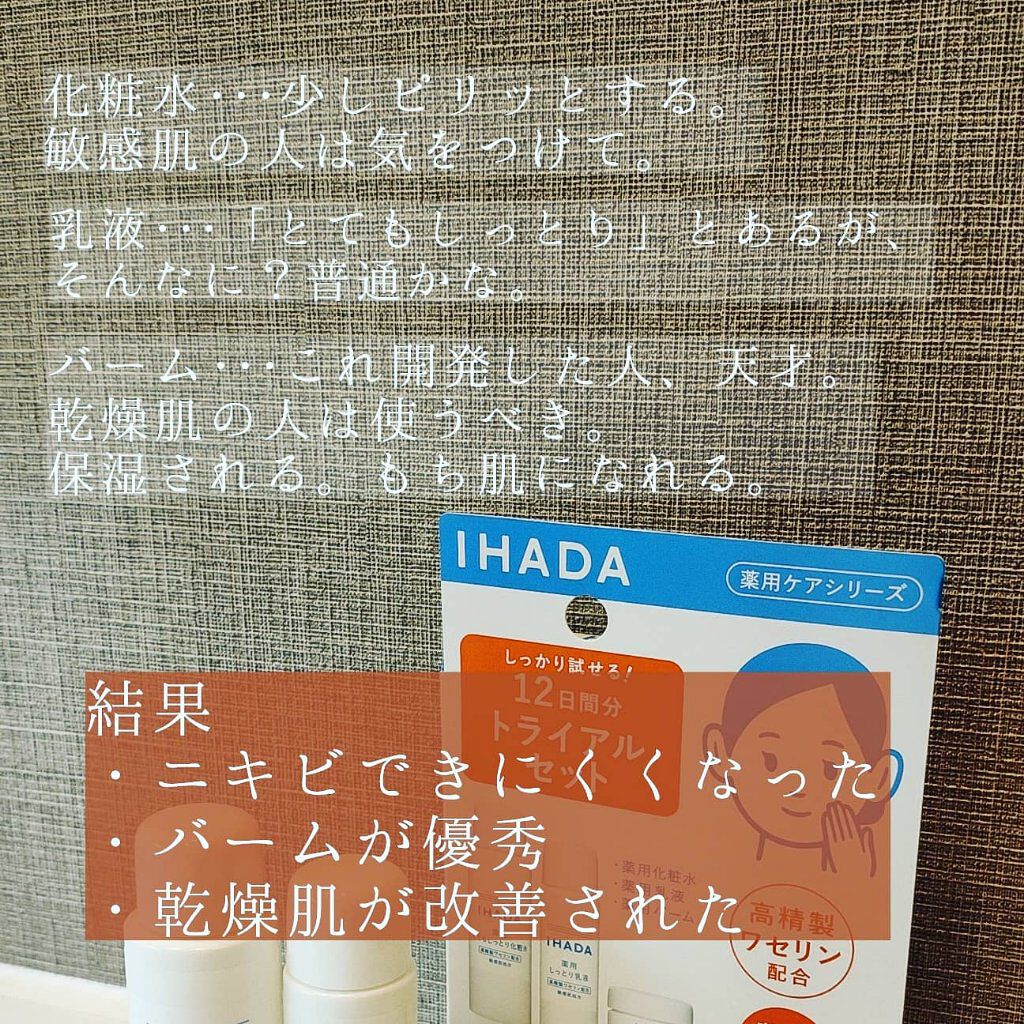 化粧水･･･少しピリッとする。
敏感肌の人は気をつけて。
乳液･･･「とてもしっとり」とあるが、
そんなに？普通かな。
バーム･･･これ開発した人、天才。
乾燥肌の人は使うべき。
保湿される。もち肌になれる。
IHADA
薬用ケアシリーズ
しっかり試せる!
12日間分
トライアル
セット
結果
・ニキビできにくくなった
・バームが優秀
・乾燥肌が改善された
・薬用化粧水
・薬用乳液
高精製
ワセリン
配合
IHADA
薬用
しっとり乳液